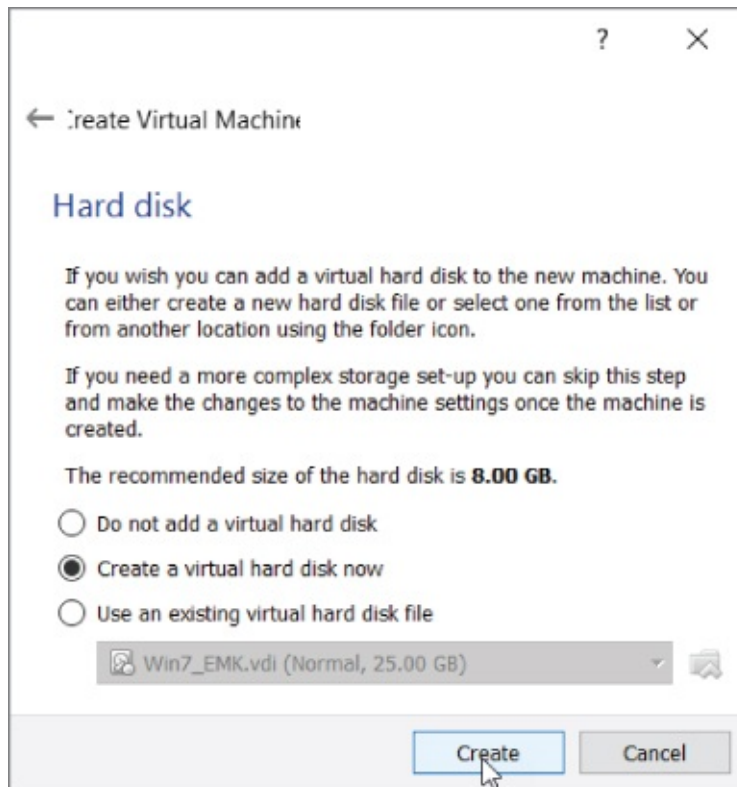 ?
:reate Virtual Machin
Hard disk
If you wish you can add a virtual hard disk to the new machine. You
can either create a new hard disk file or select one from the list or
from another location using the folder icon.
If you need a more complex storage set-up you can skip this step
and make the changes to the machine settings once the machine is
created.
The recommended size of the hard disk is 8.00 GB.
Do not add a virtual hard disk
Create a virtual hard disk now
Use an existing virtual hard disk file
Win7_EMK.vdi (Normal, 25.00 GB)
Create
Cancel